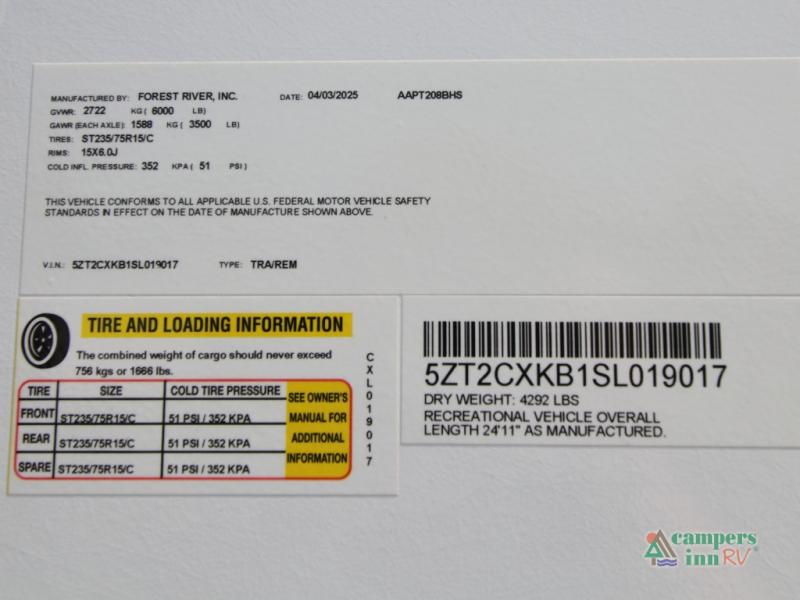 MANUFACTURED BY: FOREST RIVER, INC. DATE: 04/03/2025 AAPT208BHS
GVWR: 2722 KG ( 6000 LB)
GAWR (EACH AXLE): 1588 KG ( 3500 LB)
TIRES: ST235/75R15/C
RIMS: 15X6.0J
COLD INFL. PRESSURE: 352 KPA ( 51 PSI )
THIS VEHICLE CONFORMS TO ALL APPLICABLE U.S. FEDERAL MOTOR VEHICLE SAFETY
STANDARDS IN EFFECT ON THE DATE OF MANUFACTURE SHOWN ABOVE.
V.I.N.: 5ZT2CXKB1SL019017 TYPE: TRA/REM
TIRE AND LOADING INFORMATION
The combined weight of cargo should never exceed
756 kgs or 1666 lbs.
TIRE SIZE COLD TIRE PRESSURE
FRONT ST235/75R15/C 51 PSI / 352 KPA
REAR ST235/75R15/C 51 PSI / 352 KPA
SPARE ST235/75R15/C 51 PSI / 352 KPA
SEE OWNER'S
MANUAL FOR
ADDITIONAL
INFORMATION
CXL019017
5ZT2CXKB1SL019017
DRY WEIGHT: 4292 LBS
RECREATIONAL VEHICLE OVERALL
LENGTH 24'11" AS MANUFACTURED.
campers
inn RV